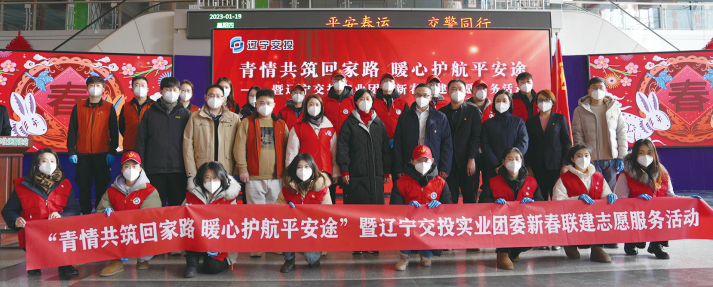 2023-01-19
星期四
平安春运 交警同行
辽宁交投
青情共筑回家路 暖心护航平安途
春
春
“青情共筑回家路 暖心护航平安途”暨辽宁交投实业团委新春联建志愿服务活动